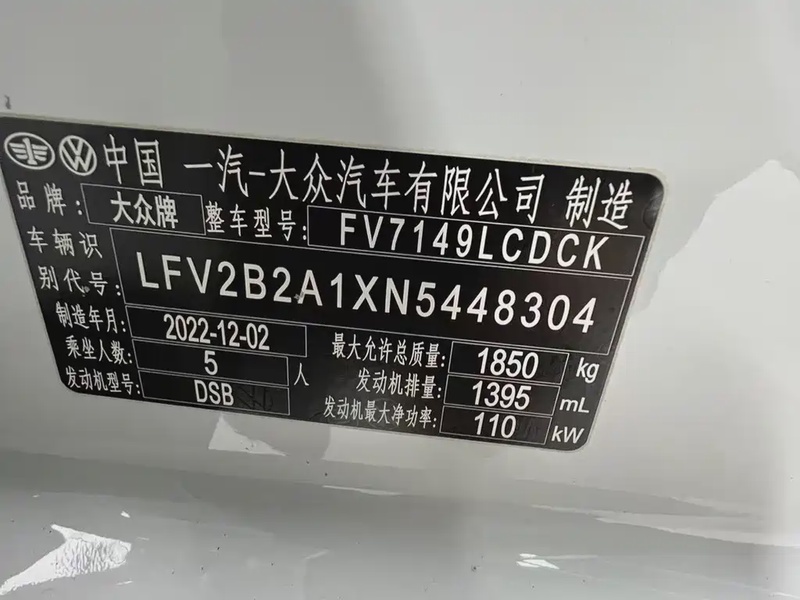 中国 一汽-大众汽车有限公司 制造
品牌: 大众牌 整车型号: FV7149LCDCK
车辆识别代号: LFV2B2A1XN5448304
制造年月: 2022-12-02
乘坐人数: 5 人
发动机型号: DSB
最大允许总质量: 1850 kg
发动机排量: 1395 mL
发动机最大净功率: 110 kW